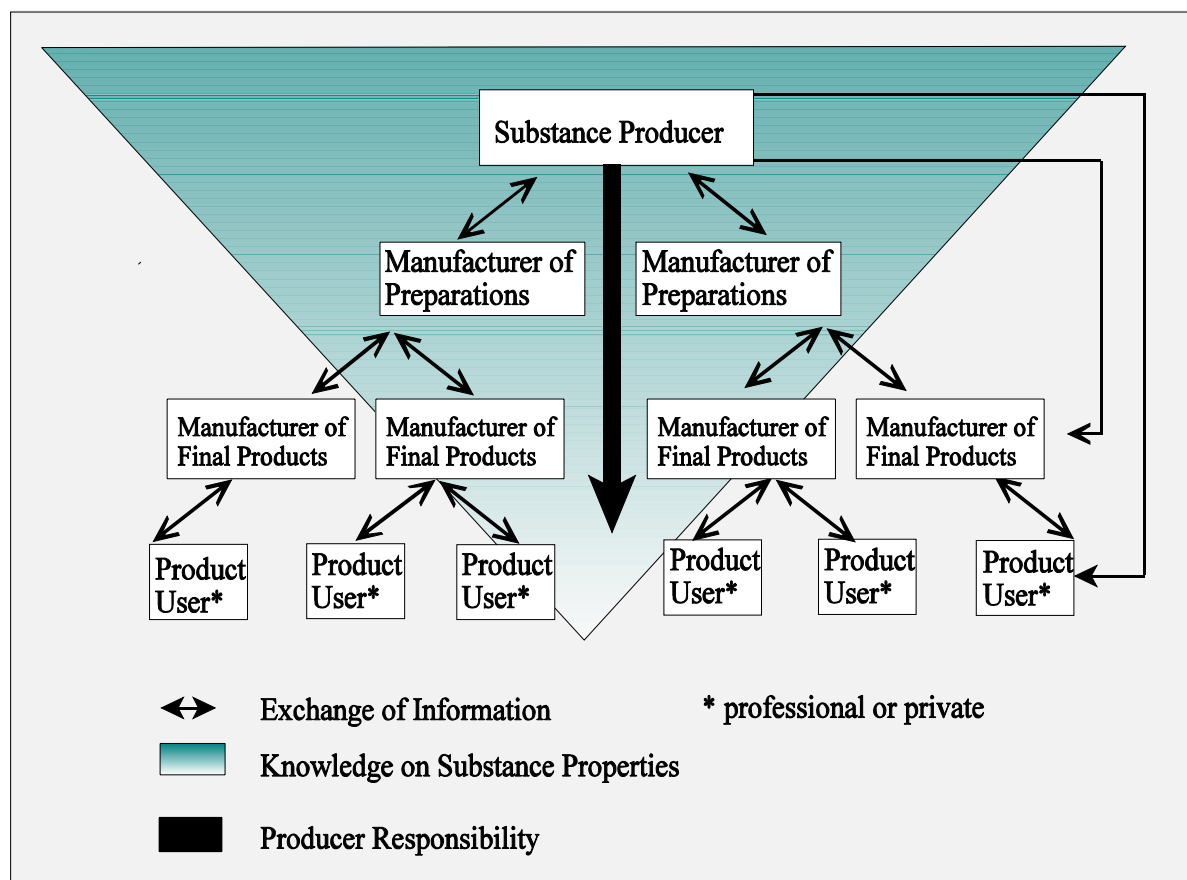 Substance Producer
Manufacturer of
Preparations
Manufacturer of
Preparations
Manufacturer of
Final Products
Manufacturer of
Final Products
Manufacturer of
Final Products
Manufacturer of
Final Products
Product
User*
Product
User*
Product
User*
Product
User*
Product
User*
Product
User*
Exchange of Information
* professional or private
Knowledge on Substance Properties
Producer Responsibility